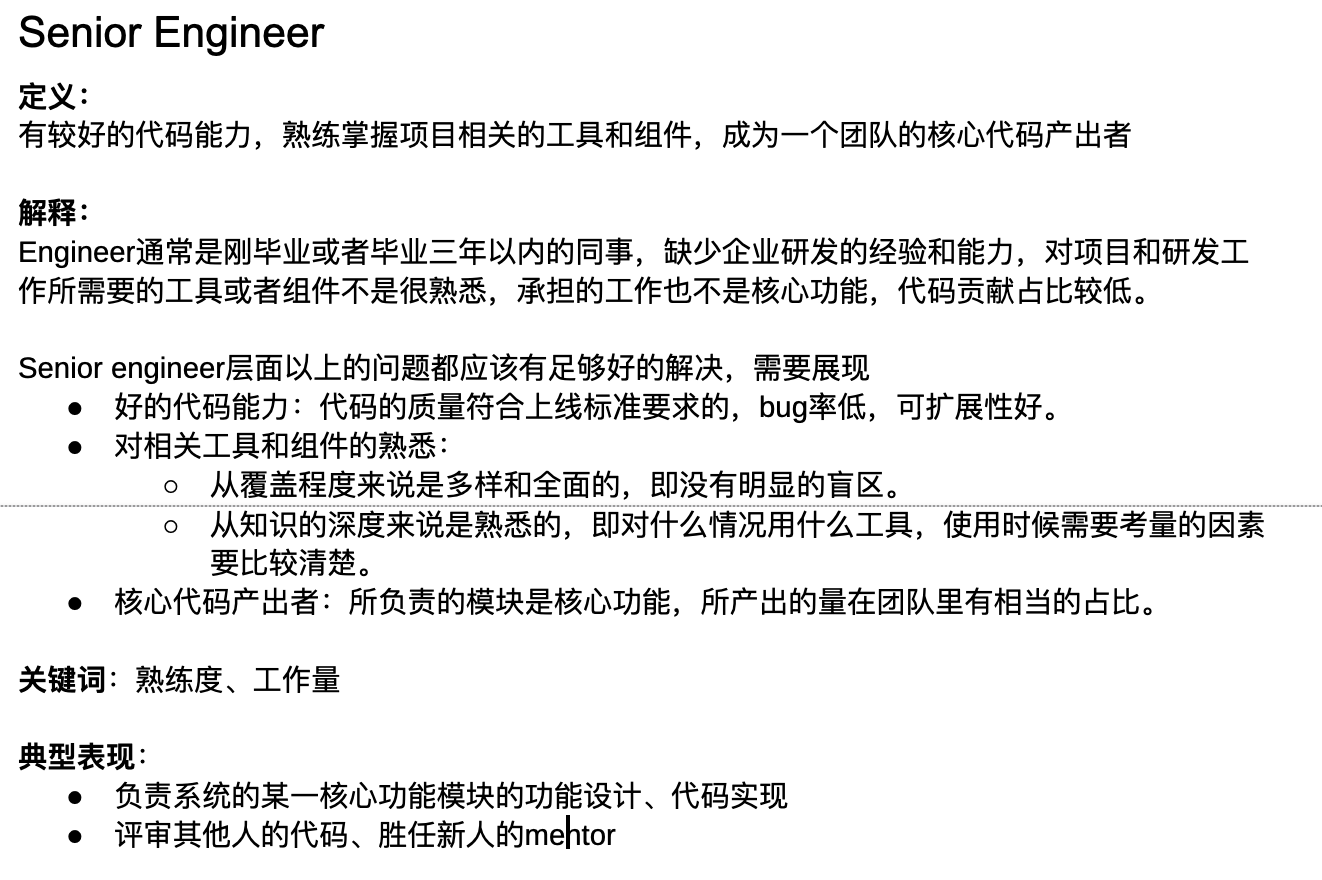 Senior Engineer
定义：
有较好的代码能力，熟练掌握项目相关的工具和组件，成为一个团队的核心代码产出者
解释：
Engineer通常是刚毕业或者毕业三年以内的同事，缺少企业研发的经验和能力，对项目和研发工
作所需要的工具或者组件不是很熟悉，承担的工作也不是核心功能，代码贡献占比较低。
Senior engineer层面以上的问题都应该有足够好的解决，需要展现
● 好的代码能力：代码的质量符合上线标准要求的，bug率低，可扩展性好。
● 对相关工具和组件的熟悉：
○ 从覆盖程度来说是多样和全面的，即没有明显的盲区。
○ 从知识的深度来说是熟悉的，即对什么情况用什么工具，使用时候需要考量的因素
要比较清楚。
● 核心代码产出者：所负责的模块是核心功能，所产出的量在团队里有相当的占比。
关键词：熟练度、工作量
典型表现：
● 负责系统的某一核心功能模块的功能设计、代码实现
● 评审其他人的代码、胜任新人的mentor